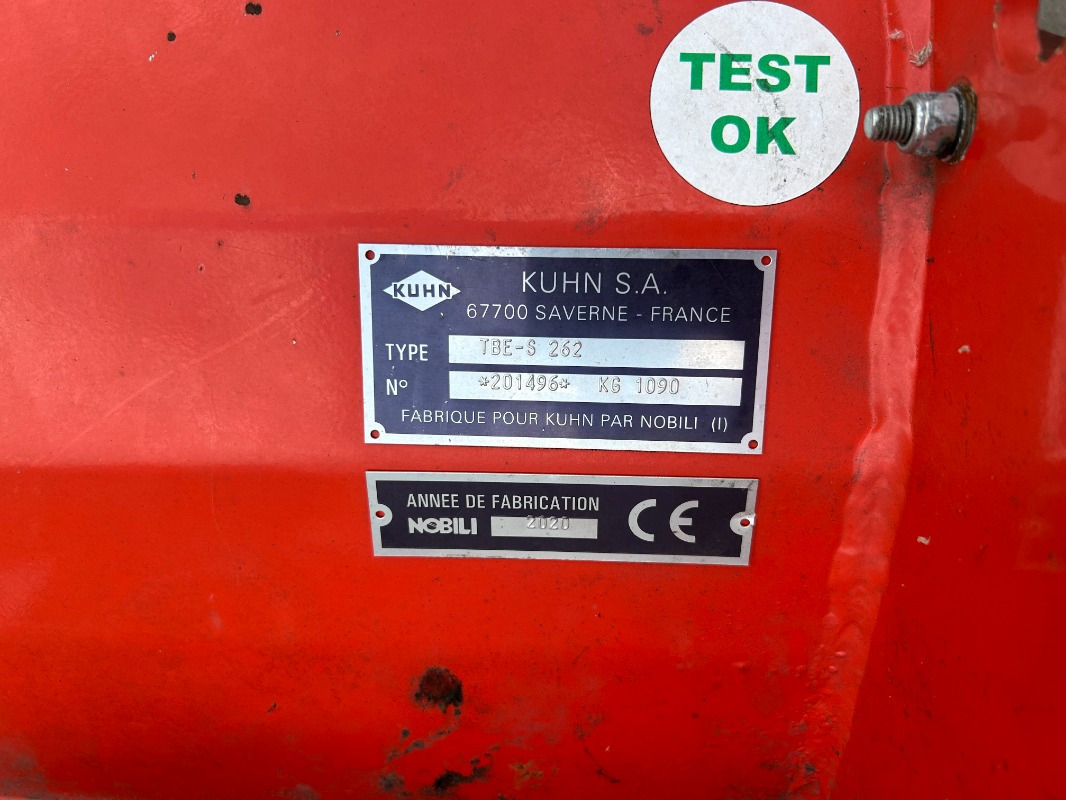 TEST
OK
KUHN
KUHN S.A.
67700 SAVERNE - FRANCE
TYPE TBE-S 262
N° *201496* KG 1090
FABRIQUE POUR KUHN PAR NOBILI (I)
ANNEE DE FABRICATION
NOBILI 2020 CE